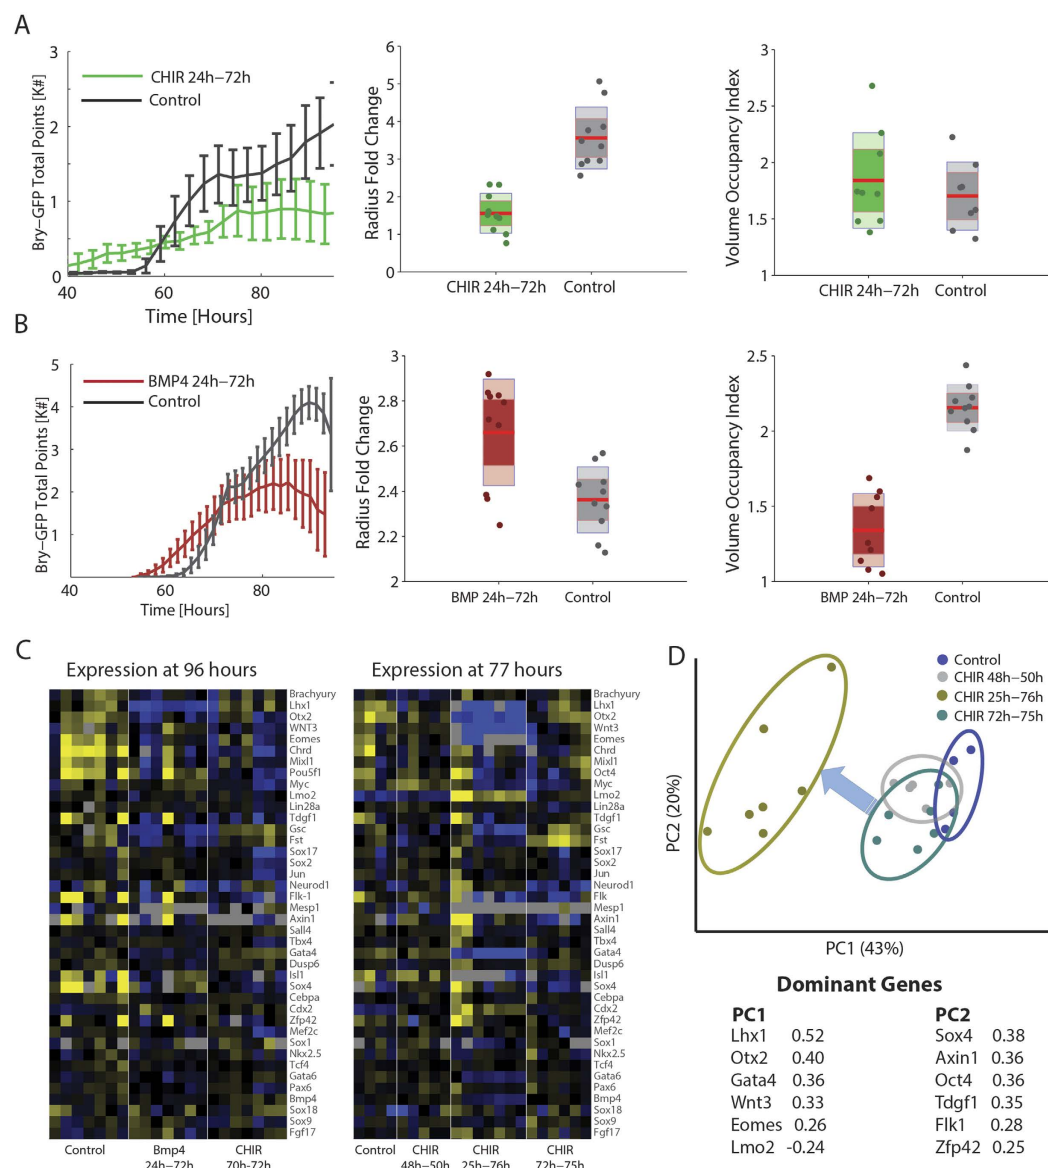 A
3
2
1
0
Bry−GFP Total Points [K#]
CHIR 24h−72h
Control
40
60
80
Time [Hours]
6
5
4
3
2
1
0
Radius Fold Change
CHIR 24h−72h
Control
3
2.5
2
1.5
1
Volume Occupancy Index
CHIR 24h−72h
Control
B
5
4
3
2
1
Bry−GFP Total Points [K#]
BMP4 24h−72h
Control
40
60
80
Time [Hours]
3
2.8
2.6
2.4
2.2
2
Radius Fold Change
BMP 24h−72h
Control
2.5
2
1.5
1
Volume Occupancy Index
BMP 24h−72h
Control
C
Expression at 96 hours
Brachyury
Lhx1
Otx2
WNT3
Eomes
Chrd
Mixl1
Pou5f1
Myc
Lmo2
Lin28a
Tdgf1
Gsc
Fst
Sox17
Sox2
Jun
Neurod1
Flk-1
Mesp1
Axin1
Sall4
Tbx4
Gata4
Dusp6
Isl1
Sox4
Cebpa
Cdx2
Zfp42
Mef2c
Sox1
Nkx2.5
Tcf4
Gata6
Pax6
Bmp4
Sox18
Sox9
Fgf17
Control
Bmp4
24h−72h
CHIR
70h-72h
Expression at 77 hours
Brachyury
Lhx1
Otx2
Wnt3
Eomes
Chrd
Mixl1
Oct4
Myc
Lmo2
Lin28a
Tdgf1
Gsc
Fst
Sox17
Sox2
Jun
Neurod1
Flk
Mesp1
Axin1
Sall4
Tbx4
Gata4
Dusp6
Isl1
Sox4
Cebpa
Cdx2
Zfp42
Mef2c
Sox1
Nkx2.5
Tcf4
Gata6
Pax6
Bmp4
Sox18
Sox9
Fgf17
Control
CHIR
48h−50h
CHIR
25h−76h
CHIR
72h−75h
D
Control
CHIR 48h−50h
CHIR 25h−76h
CHIR 72h−75h
PC2 (20%)
PC1 (43%)
Dominant Genes
PC1
Lhx1 0.52
Otx2 0.40
Gata4 0.36
Wnt3 0.33
Eomes 0.26
Lmo2 -0.24
PC2
Sox4 0.38
Axin1 0.36
Oct4 0.36
Tdgf1 0.35
Flk1 0.28
Zfp42 0.25